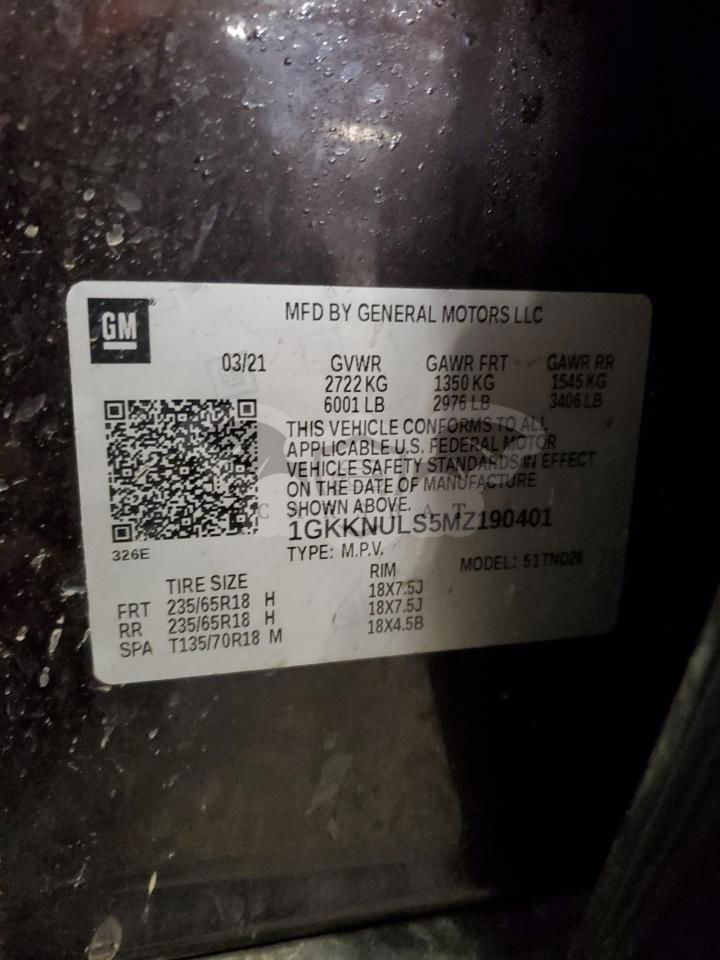 GM
MFD BY GENERAL MOTORS LLC
03/21 GVWR GAWR FRT GAWR RR
2722 KG 1350 KG 1545 KG
6001 LB 2976 LB 3406 LB
THIS VEHICLE CONFORMS TO ALL
APPLICABLE U.S. FEDERAL MOTOR
VEHICLE SAFETY STANDARDS IN EFFECT
ON THE DATE OF MANUFACTURE
SHOWN ABOVE.
1GKKNULS5MZ190401
326E TYPE: M.P.V. MODEL: 51TND26
TIRE SIZE RIM
FRT 235/65R18 H 18X7.5J
RR 235/65R18 H 18X7.5J
SPA T135/70R18 M 18X4.5B